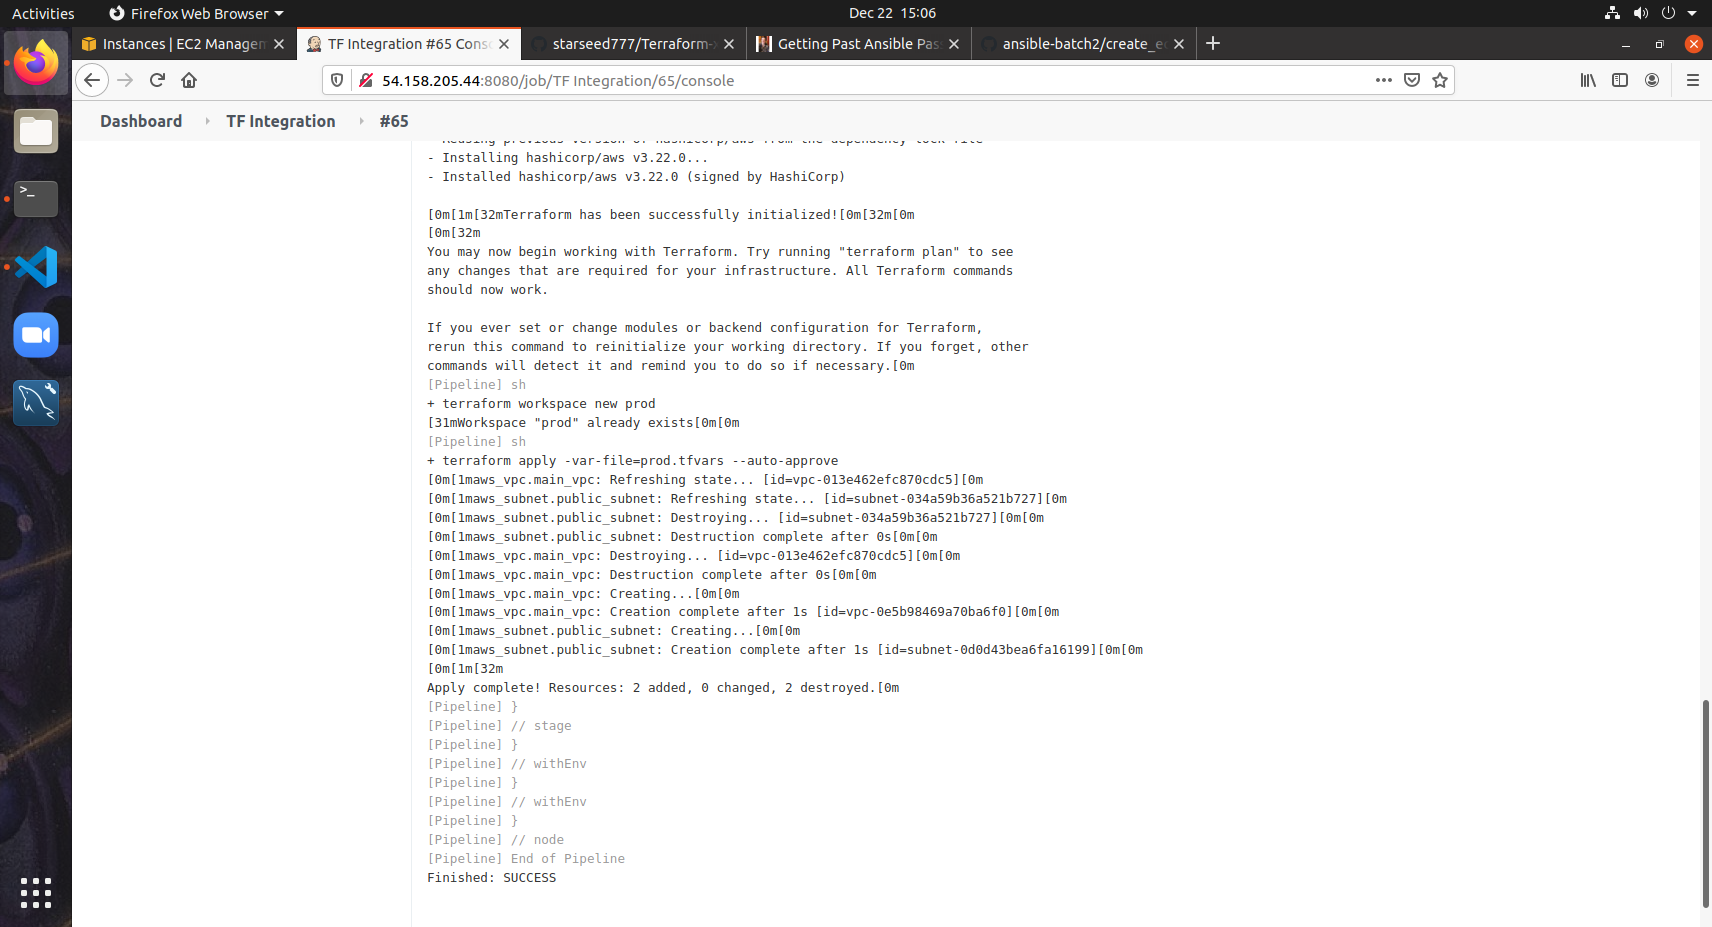 Activities
Firefox Web Browser
Dec 22 15:06
Instances | EC2 Managem
TF Integration #65 Conso
starseed777/Terraform-
Getting Past Ansible Pas
ansible-batch2/create_e
54.158.205.44:8080/job/TF Integration/65/console
Dashboard
TF Integration
#65
- Reusing previous version of hashicorp/aws from the dependency lock file
- Installing hashicorp/aws v3.22.0...
- Installed hashicorp/aws v3.22.0 (signed by HashiCorp)
[0m[1m[32mTerraform has been successfully initialized![0m[32m[0m
[0m[32m
You may now begin working with Terraform. Try running "terraform plan" to see
any changes that are required for your infrastructure. All Terraform commands
should now work.
If you ever set or change modules or backend configuration for Terraform,
rerun this command to reinitialize your working directory. If you forget, other
commands will detect it and remind you to do so if necessary.[0m
[Pipeline] sh
+ terraform workspace new prod
[31mWorkspace "prod" already exists[0m[0m
[Pipeline] sh
+ terraform apply -var-file=prod.tfvars --auto-approve
[0m[1maws_vpc.main_vpc: Refreshing state... [id=vpc-013e462efc870cdc5][0m
[0m[1maws_subnet.public_subnet: Refreshing state... [id=subnet-034a59b36a521b727][0m
[0m[1maws_subnet.public_subnet: Destroying... [id=subnet-034a59b36a521b727][0m[0m
[0m[1maws_subnet.public_subnet: Destruction complete after 0s[0m[0m
[0m[1maws_vpc.main_vpc: Destroying... [id=vpc-013e462efc870cdc5][0m[0m
[0m[1maws_vpc.main_vpc: Destruction complete after 0s[0m[0m
[0m[1maws_vpc.main_vpc: Creating...[0m[0m
[0m[1maws_vpc.main_vpc: Creation complete after 1s [id=vpc-0e5b98469a70ba6f0][0m[0m
[0m[1maws_subnet.public_subnet: Creating...[0m[0m
[0m[1maws_subnet.public_subnet: Creation complete after 1s [id=subnet-0d0d43bea6fa16199][0m[0m
[0m[1m[32m
Apply complete! Resources: 2 added, 0 changed, 2 destroyed.[0m
[Pipeline] }
[Pipeline] // stage
[Pipeline] }
[Pipeline] // withEnv
[Pipeline] }
[Pipeline] // withEnv
[Pipeline] }
[Pipeline] // node
[Pipeline] End of Pipeline
Finished: SUCCESS